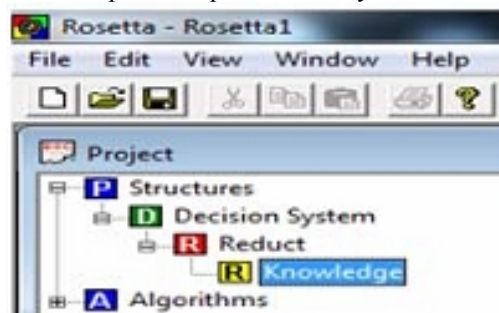 Rosetta - Rosetta1
File Edit View Window Help
Project
P Structures
D Decision System
R Reduct
R Knowledge
A Algorithms